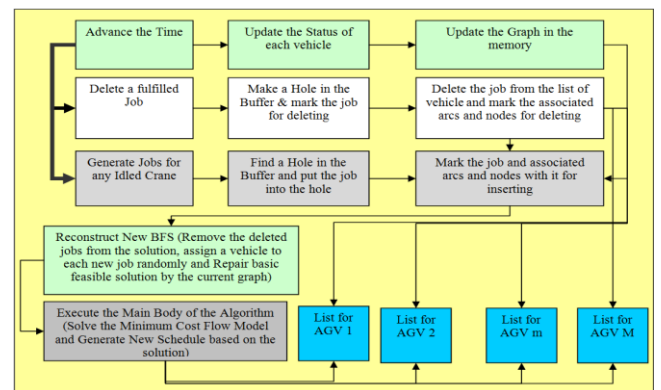 Advance the Time
Update the Status of
each vehicle
Update the Graph in the
memory
Delete a fulfilled
Job
Make a Hole in the
Buffer & mark the job
for deleting
Delete the job from the list of
vehicle and mark the associated
arcs and nodes for deleting
Generate Jobs for
any Idled Crane
Find a Hole in the
Buffer and put the job
into the hole
Mark the job and associated
arcs and nodes with it for
inserting
Reconstruct New BFS (Remove the deleted
jobs from the solution, assign a vehicle to
each new job randomly and Repair basic
feasible solution by the current graph)
Execute the Main Body of the Algorithm
(Solve the Minimum Cost Flow Model
and Generate New Schedule based on the
solution)
List for
AGV 1
List for
AGV 2
List for
AGV m
List for
AGV M